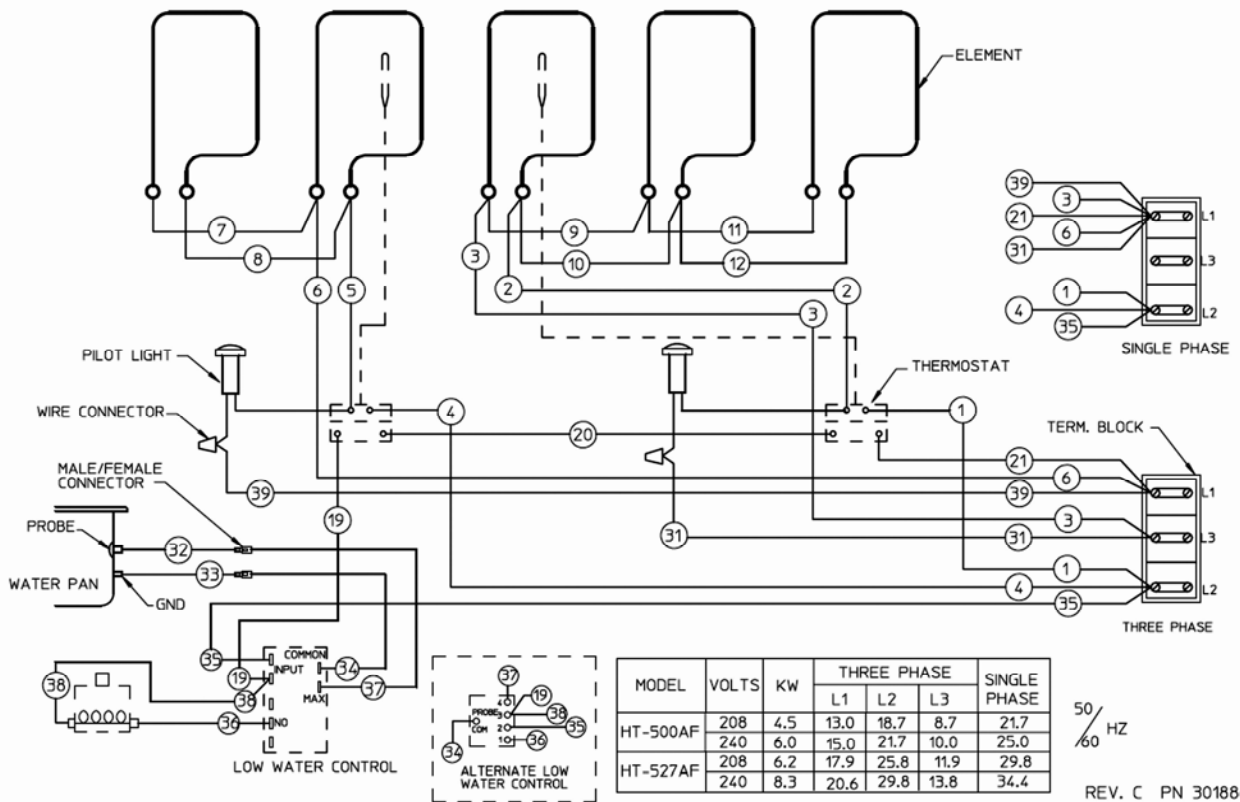 ELEMENT
7
8
9
10
11
12
3
6
5
2
2
3
39
3
21
6
31
L1
L3
1
4
35
L2
SINGLE PHASE
PILOT LIGHT
THERMOSTAT
WIRE CONNECTOR
4
1
20
TERM. BLOCK
MALE/FEMALE
CONNECTOR
21
6
39
39
L1
19
3
PROBE
31
31
L3
32
WATER PAN
33
1
4
L2
GND
35
THREE PHASE
35
COMMON
INPUT
34
19
38
38
MAX
37
36
NO
LOW WATER CONTROL
37
19
4
PROBE
3
38
COM
2
35
34
1
36
ALTERNATE LOW
WATER CONTROL
MODEL VOLTS KW THREE PHASE SINGLE PHASE
L1 L2 L3
HT-500AF 208 4.5 13.0 18.7 8.7 21.7
240 6.0 15.0 21.7 10.0 25.0
HT-527AF 208 6.2 17.9 25.8 11.9 29.8
240 8.3 20.6 29.8 13.8 34.4
50/60 HZ
REV. C PN 30188